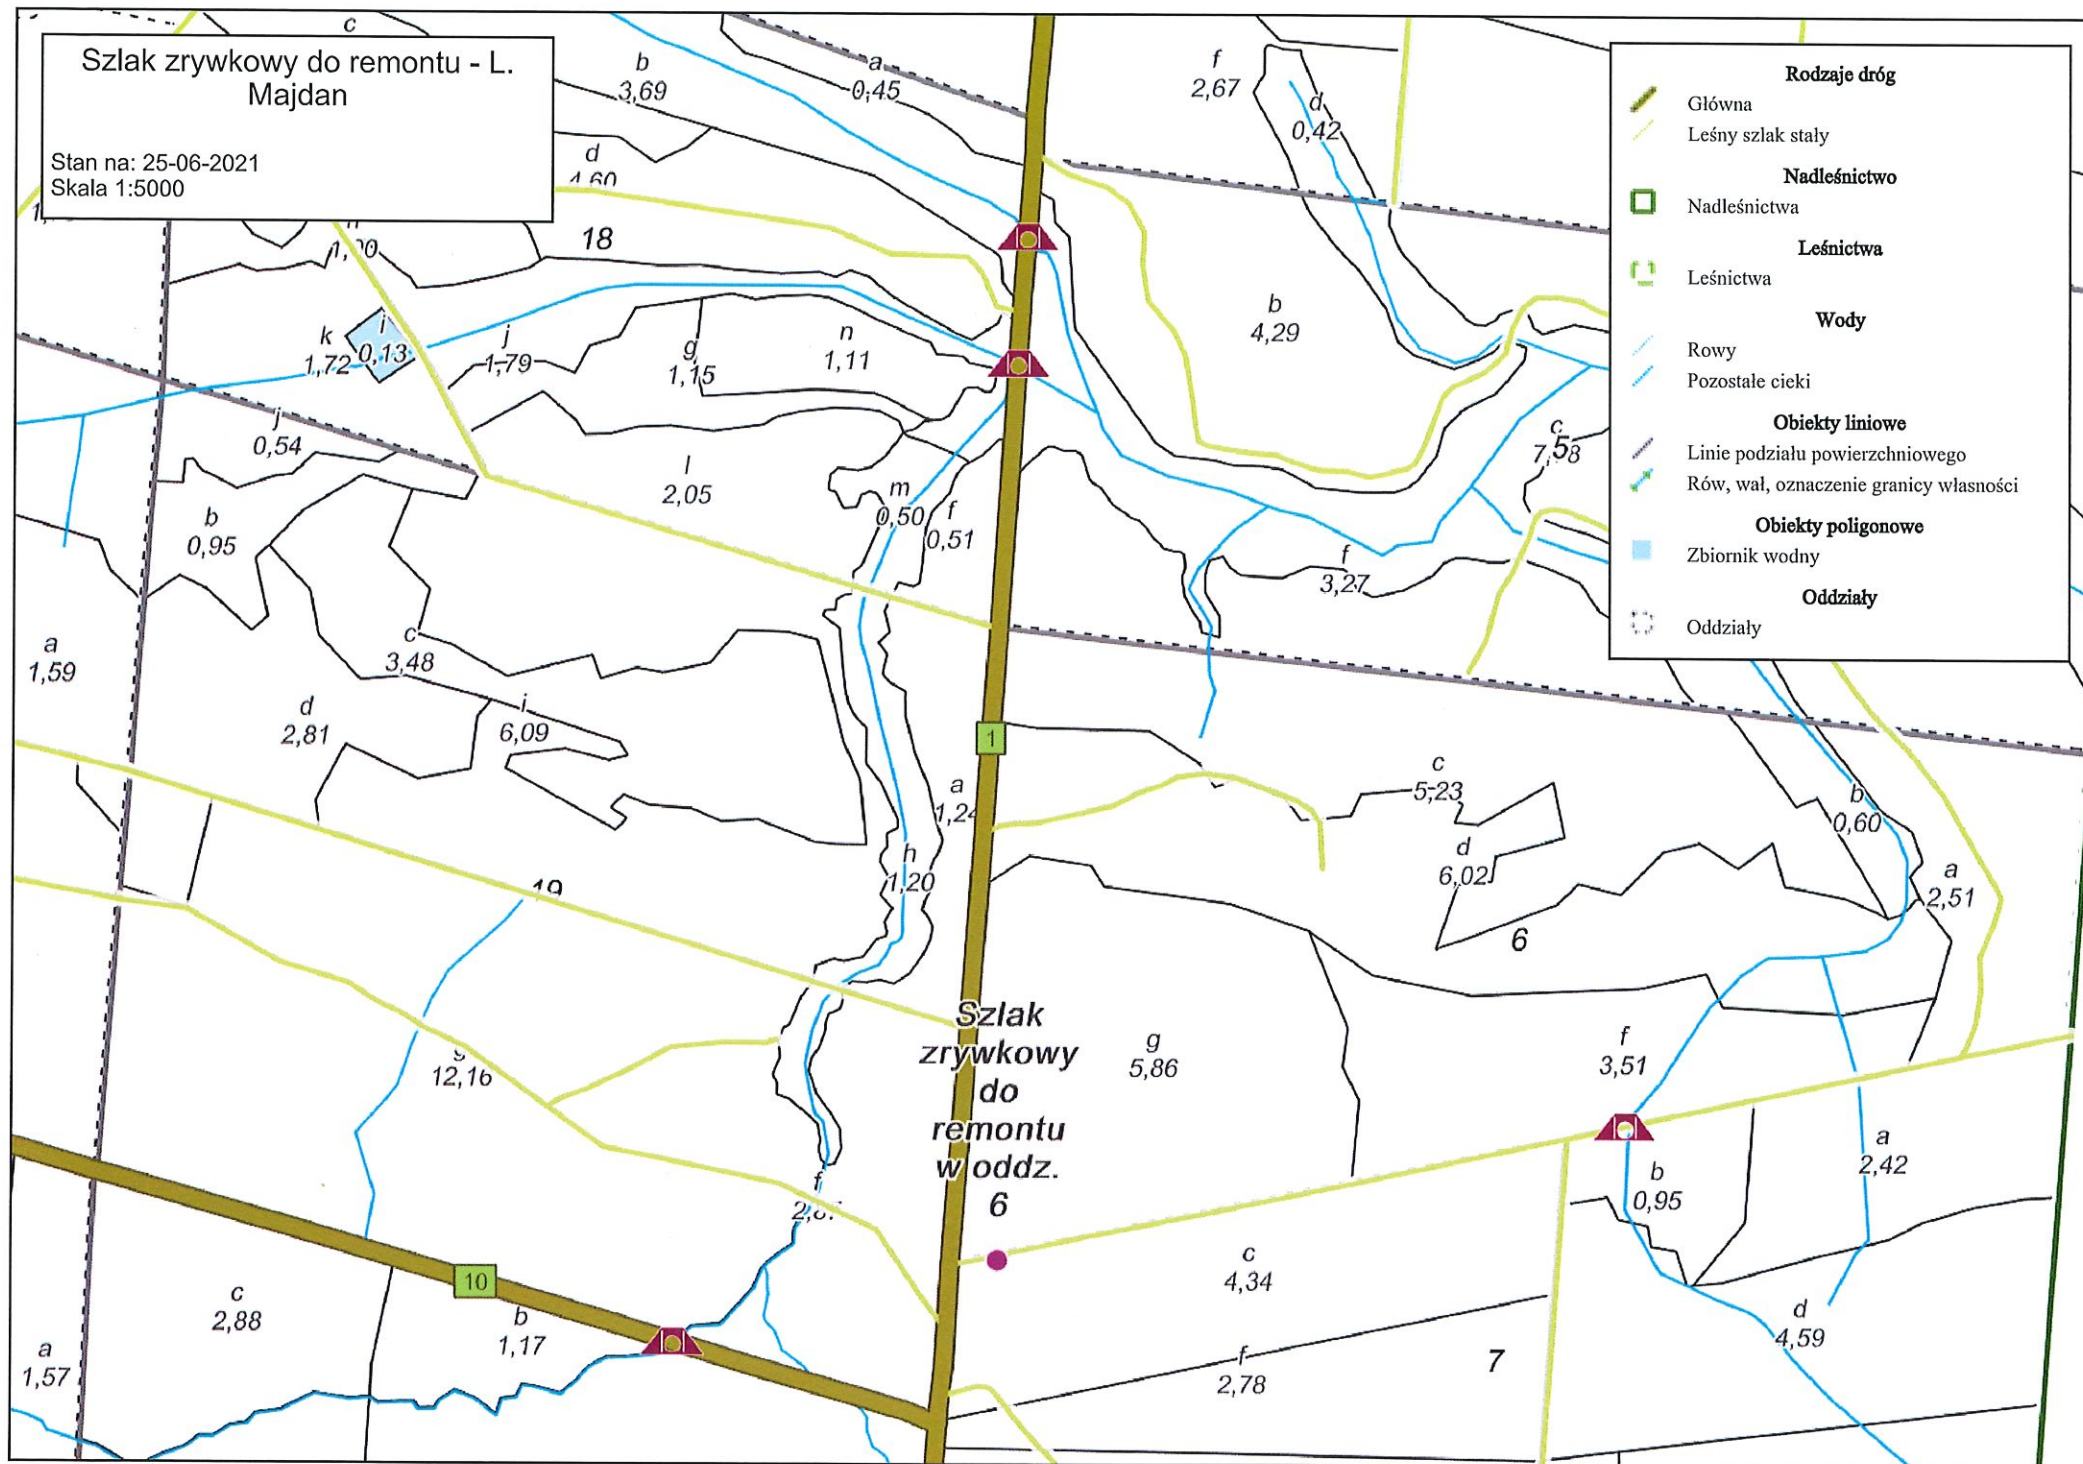 Szlak zrywkowy do remontu - L.
Majdan
Stan na: 25-06-2021
Skala 1:5000
Rodzaje dróg
Główna
Leśny szlak stały
Nadleśnictwo
Nadleśnictwa
Leśnictwa
Leśnictwa
Wody
Rowy
Pozostałe cieki
Obiekty liniowe
Linie podziału powierzchniowego
Rów, wał, oznaczenie granicy własności
Obiekty poligonowe
Zbiornik wodny
Oddziały
Oddziały
c
b
3,69
a
0,45
f
2,67
d
0,42
d
4,60
18
b
4,29
k
1,72
i
0,13
j
1,79
g
1,15
n
1,11
j
0,54
l
2,05
m
0,50
f
0,51
c
5
b
0,95
f
3,27
a
1,59
c
3,48
d
2,81
i
6,09
a
1,24
1
c
5,23
d
6,02
b
0,60
a
2,51
h
1,20
19
6
Szlak
zrywkowy
do
remontu
w oddz.
6
g
5,86
f
3,51
12,16
a
2,42
b
0,95
f
c
4,34
10
c
2,88
b
1,17
d
4,59
a
1,57
f
2,78
7